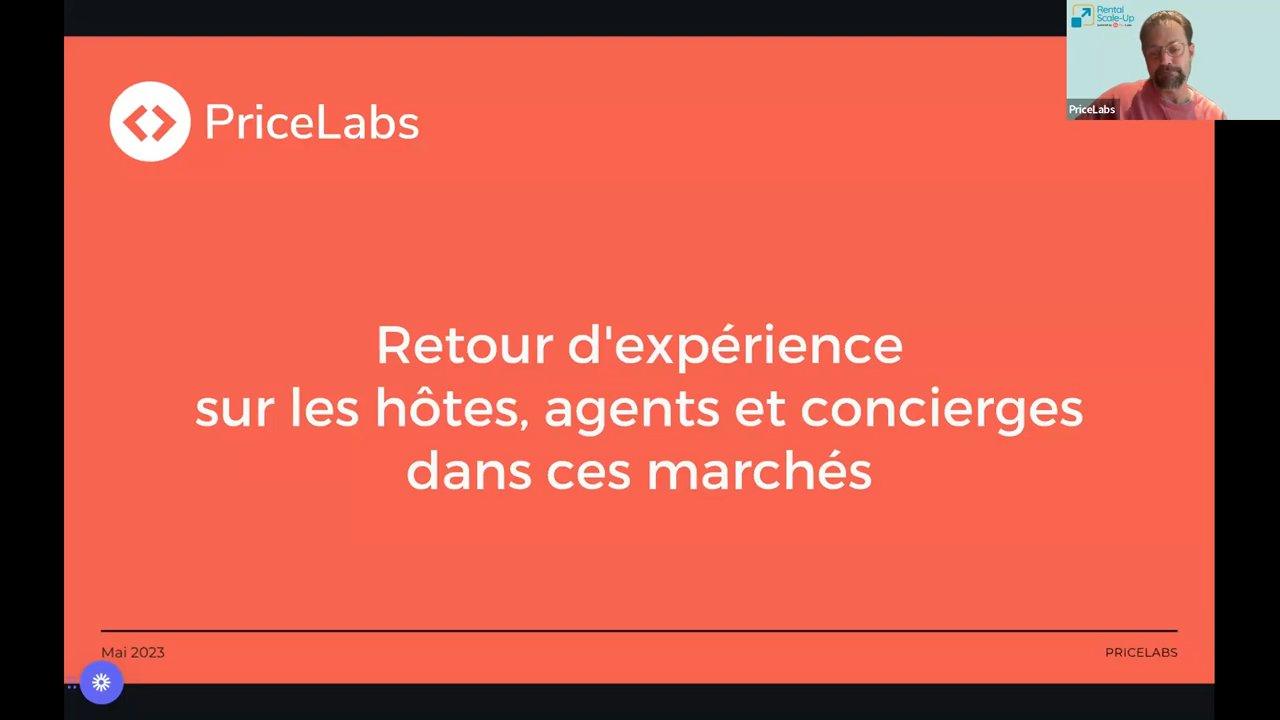 PriceLabs
Retour d'expérience
sur les hôtes, agents et concierges
dans ces marchés
Mai 2023
PRICELABS
Rental
Scale-Up
PriceLabs